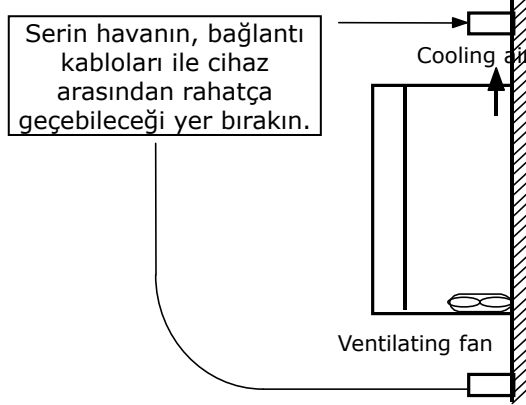 Serin havanın, bağlantı
kabloları ile cihaz
arasından rahatça
geçebileceği yer bırakın.
Cooling air
Ventilating fan